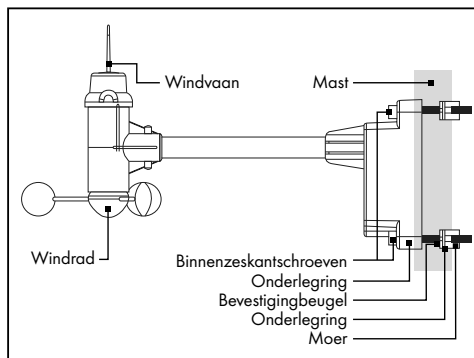 Windvaan
Mast
Windrad
Binnenzeskantschroeven
Onderlegring
Bevestigingbeugel
Onderlegring
Moer